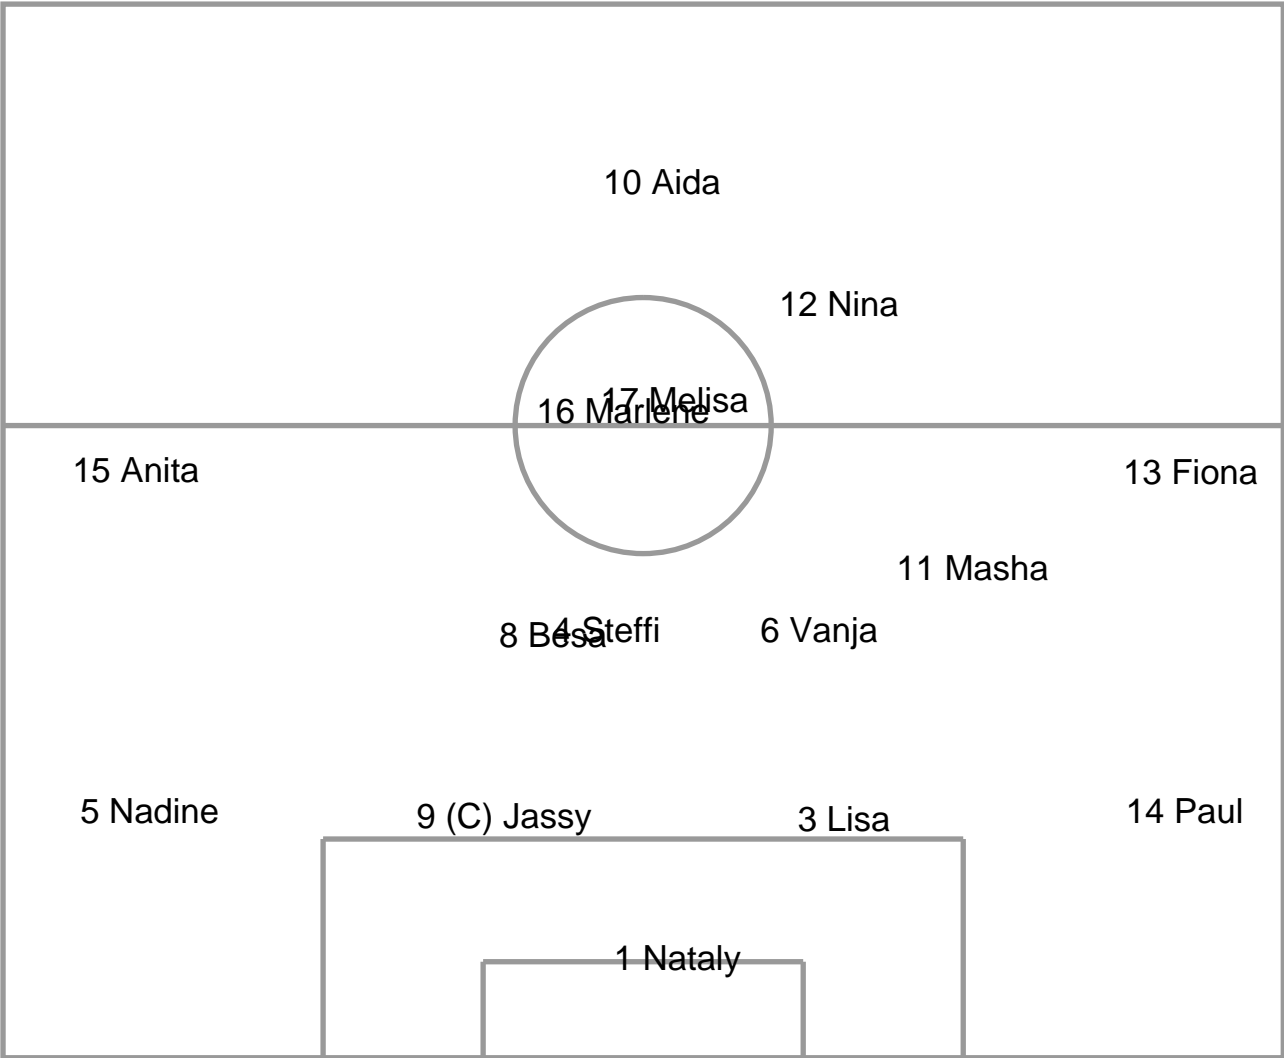 10 Aida
12 Nina
17 Melisa
16 Marlene
15 Anita
13 Fiona
11 Masha
8 Besa
4 Steffi
6 Vanja
5 Nadine
9 (C) Jassy
3 Lisa
14 Paul
1 Nataly